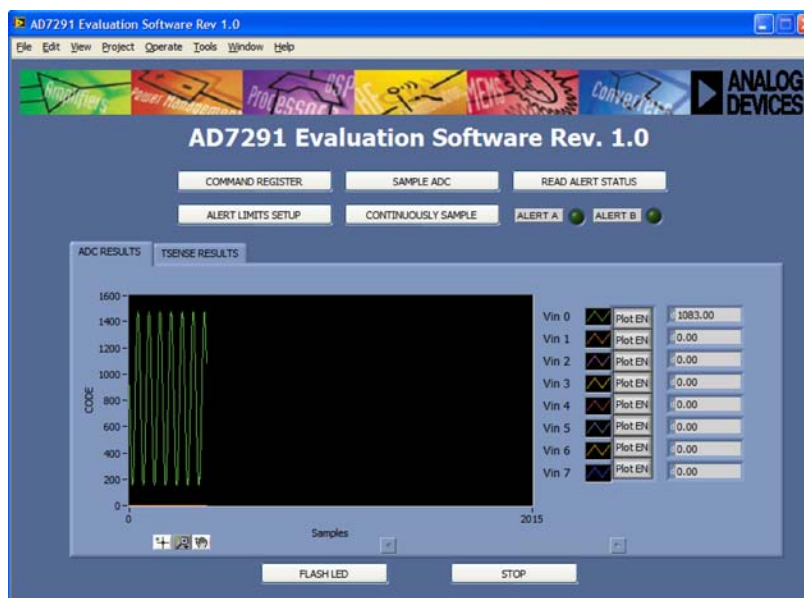 AD7291 Evaluation Software Rev 1.0
File Edit View Project Operate Tools Window Help
Amplifiers Power Management Processors DSP RF MEMS Converters ANALOG DEVICES
AD7291 Evaluation Software Rev. 1.0
COMMAND REGISTER SAMPLE ADC READ ALERT STATUS
ALERT LIMITS SETUP CONTINUOUSLY SAMPLE ALERT A ALERT B
ADC RESULTS TSENSE RESULTS
1600
1400
1200
1000
800
600
400
200
0
CODE
0 2015
Samples
Vin 0 Plot EN 1083.00
Vin 1 Plot EN 0.00
Vin 2 Plot EN 0.00
Vin 3 Plot EN 0.00
Vin 4 Plot EN 0.00
Vin 5 Plot EN 0.00
Vin 6 Plot EN 0.00
Vin 7 Plot EN 0.00
FLASH LED STOP